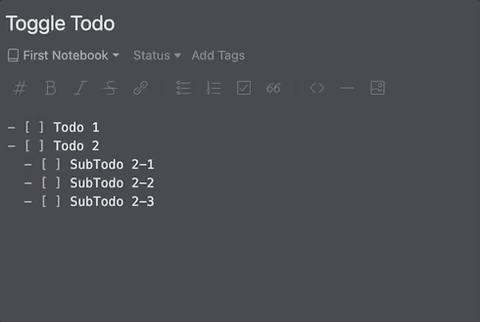 Toggle Todo
First Notebook Status Add Tags
# B I S 66 <>
- [ ] Todo 1
- [ ] Todo 2
  - [ ] SubTodo 2-1
  - [ ] SubTodo 2-2
  - [ ] SubTodo 2-3